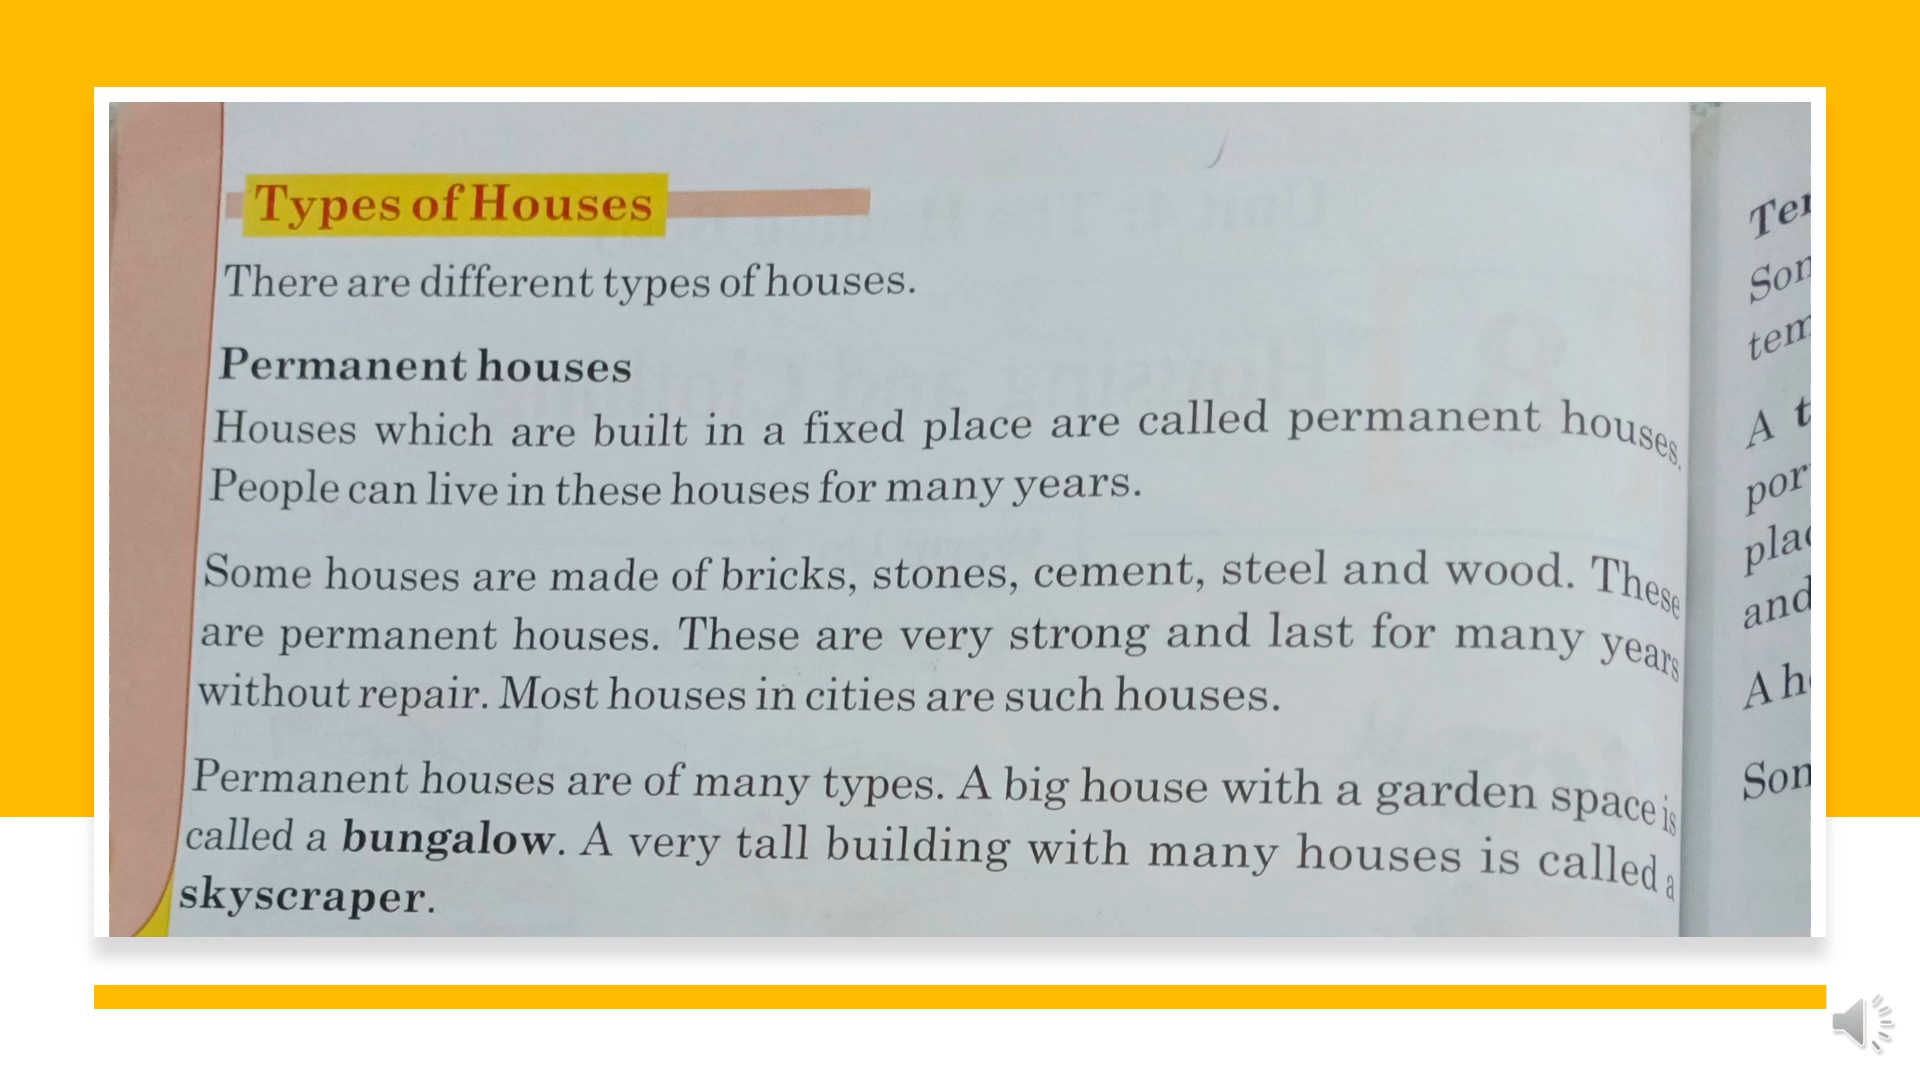 Types of Houses
There are different types of houses.
Permanent houses
Houses which are built in a fixed place are called permanent houses.
People can live in these houses for many years.
Some houses are made of bricks, stones, cement, steel and wood. These
are permanent houses. These are very strong and last for many years
without repair. Most houses in cities are such houses.
Permanent houses are of many types. A big house with a garden space is
called a bungalow. A very tall building with many houses is called a
skyscraper.
A
and
A